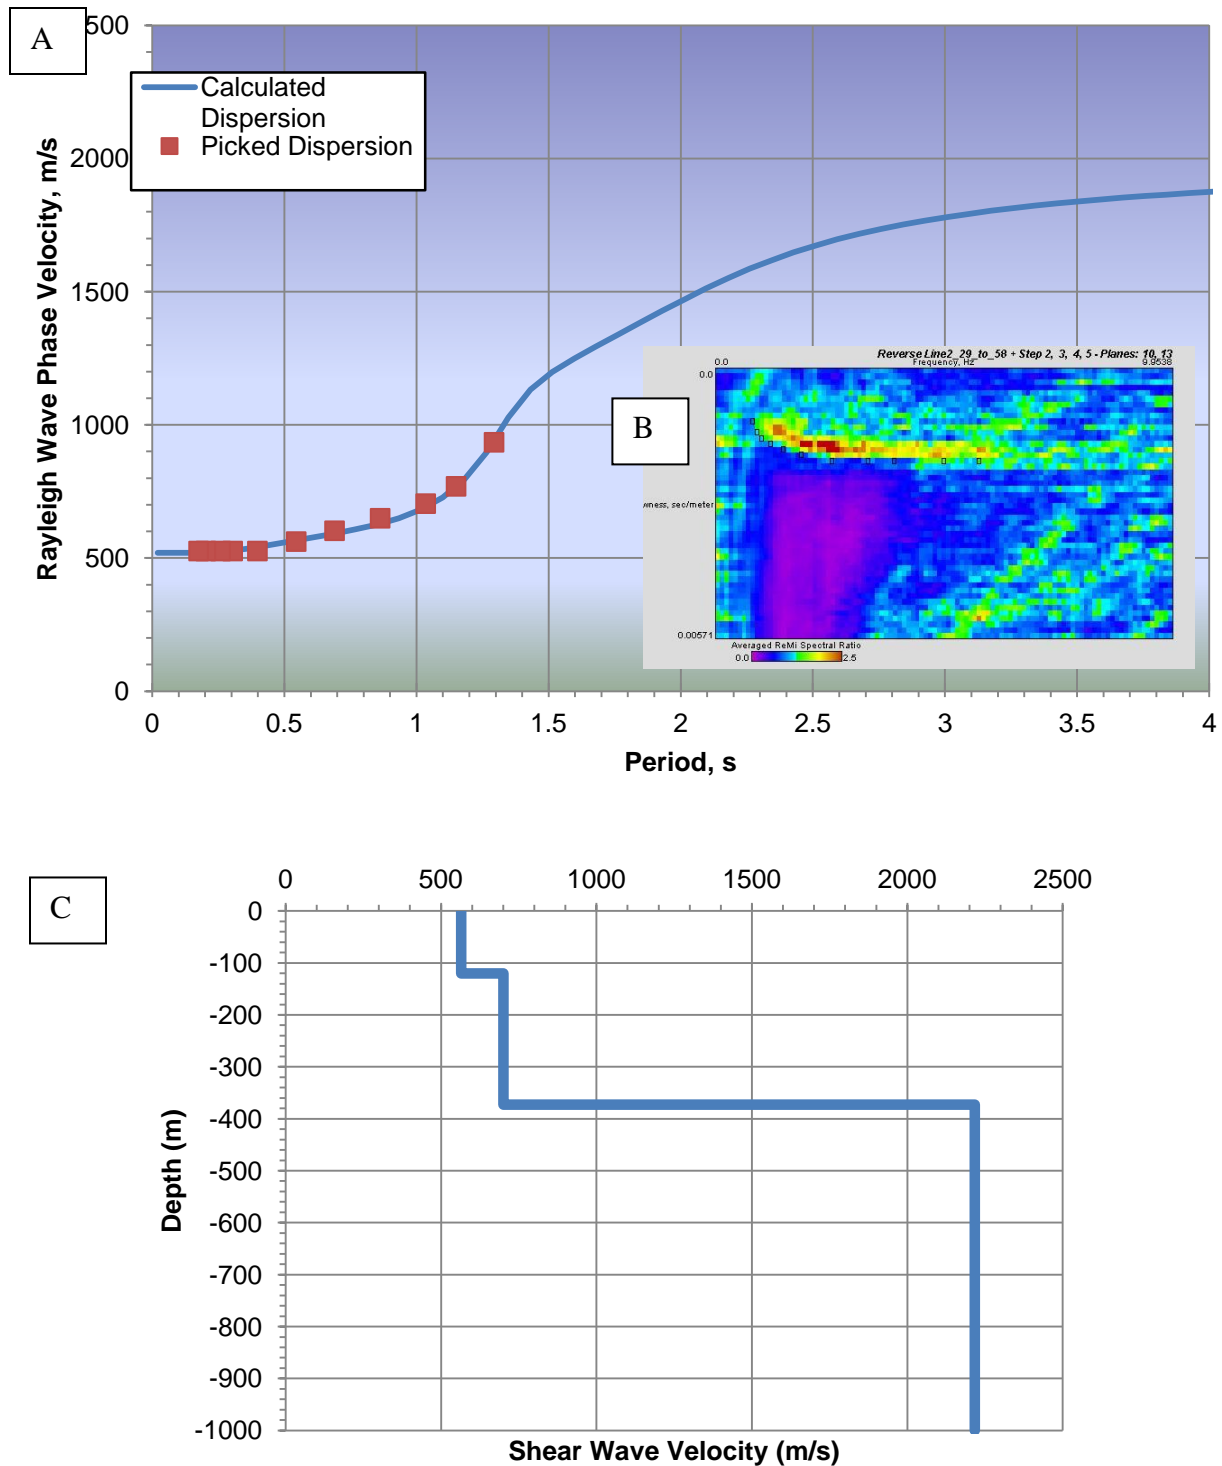 A
500
Calculated
Dispersion
Picked Dispersion
2000
1500
1000
500
0
Rayleigh Wave Phase Velocity, m/s
0 0.5 1 1.5 2 2.5 3 3.5 4
Period, s
B
Reverse Line2_29_to_58 + Step 2, 3, 4, 5 - Planes: 10, 13
0.0 Frequency, Hz 9.9538
0.0
wness, sec/meter
0.00571
Averaged ReMi Spectral Ratio
0.0 2.5
C
0 500 1000 1500 2000 2500
0
-100
-200
-300
-400
-500
-600
-700
-800
-900
-1000
Depth (m)
Shear Wave Velocity (m/s)